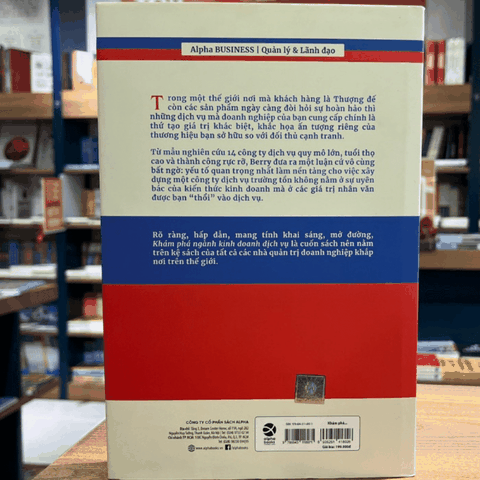 Alpha BUSINESS | Quản lý & Lãnh đạo
Trong một thế giới nơi mà khách hàng là Thượng đế
còn các sản phẩm ngày càng đòi hỏi sự hoàn hảo thì
những dịch vụ mà doanh nghiệp của bạn cung cấp chính là
thứ tạo giá trị khác biệt, khắc họa ấn tượng riêng của
thương hiệu bạn sở hữu so với đối thủ cạnh tranh.
Từ mẫu nghiên cứu 14 công ty dịch vụ quy mô lớn, tuổi thọ
cao và thành công rực rỡ, Berry đưa ra một luận cứ vô cùng
bất ngờ: yếu tố quan trọng nhất làm nền tảng cho việc xây
dựng một công ty dịch vụ trường tồn không nằm ở sự uyên
bác của kiến thức kinh doanh mà ở các giá trị nhân văn
được bạn “thổi” vào dịch vụ.
Rõ ràng, hấp dẫn, mang tính khai sáng, mở đường,
Khám phá ngành kinh doanh dịch vụ là cuốn sách nên nằm
trên kệ sách của tất cả các nhà quản trị doanh nghiệp khắp
nơi trên thế giới.
CÔNG TY CỔ PHẦN SÁCH ALPHA
www.alphabooks.vn
alpha books
Khám phá...